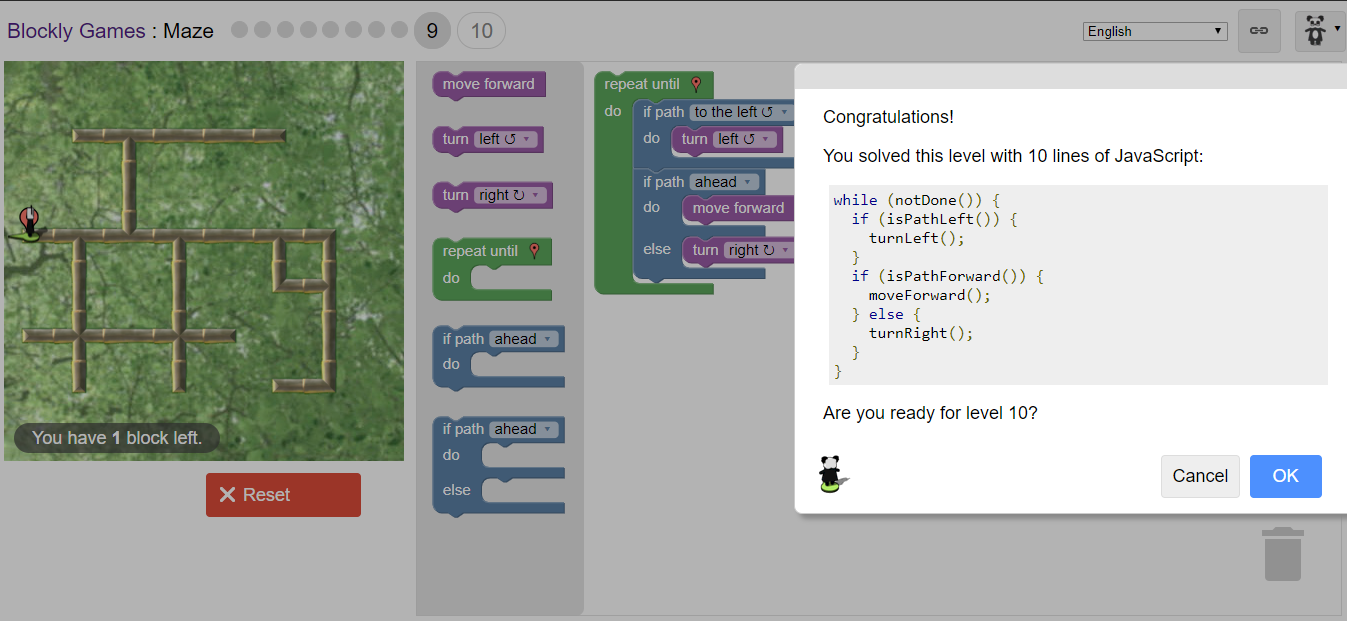 Blockly Games : Maze
9
10
English
move forward
turn left ↺
turn right ↻
repeat until
do
if path ahead
do
if path ahead
do
else
repeat until
do
if path to the left ↺
do
turn left ↺
if path ahead
do
move forward
else
turn right ↻
You have 1 block left.
Reset
Congratulations!
You solved this level with 10 lines of JavaScript:
while (notDone()) {
  if (isPathLeft()) {
    turnLeft();
  }
  if (isPathForward()) {
    moveForward();
  } else {
    turnRight();
  }
}
Are you ready for level 10?
Cancel
OK